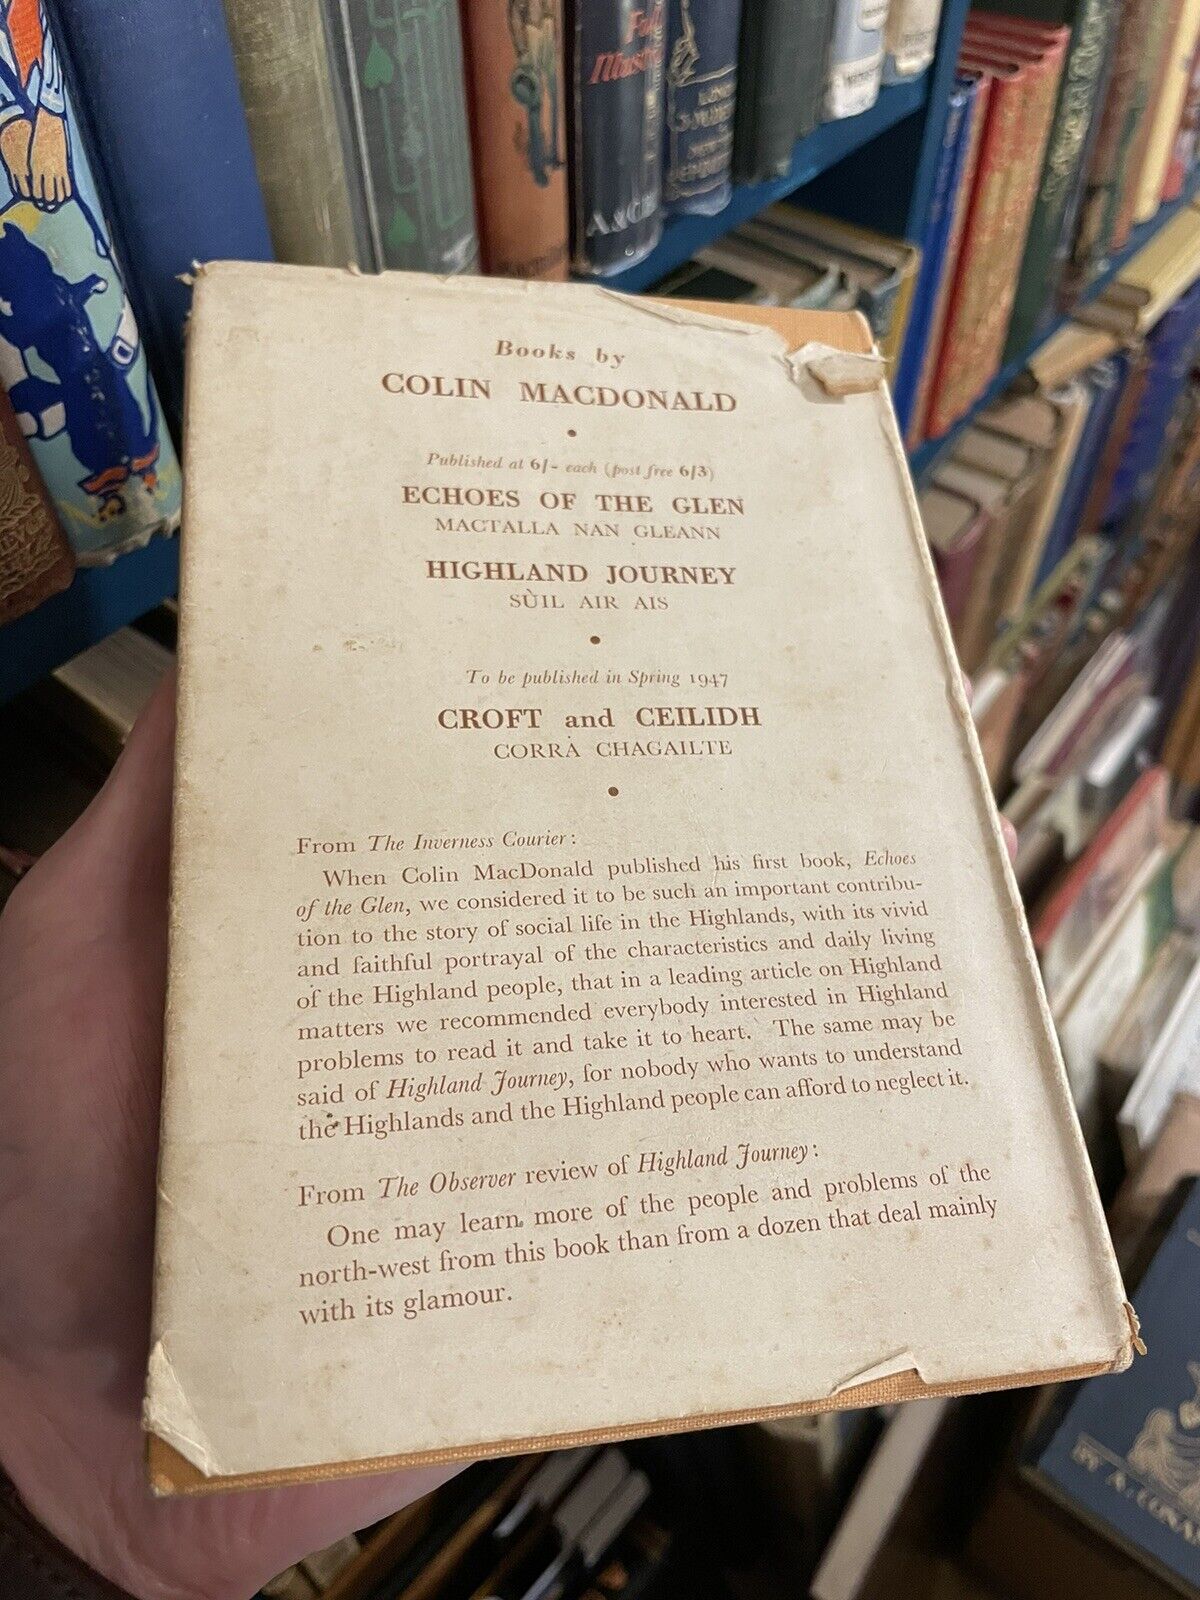 Full
Illustra
A&C B
Books by
COLIN MACDONALD
Published at 6/- each (post free 6/3)
ECHOES OF THE GLEN
MACTALLA NAN GLEANN
HIGHLAND JOURNEY
SÙIL AIR AIS
To be published in Spring 1947
CROFT and CEILIDH
CORRA CHAGAILTE
From The Inverness Courier:
When Colin MacDonald published his first book, Echoes
of the Glen, we considered it to be such an important contribu-
tion to the story of social life in the Highlands, with its vivid
and faithful portrayal of the characteristics and daily living
of the Highland people, that in a leading article on Highland
matters we recommended everybody interested in Highland
problems to read it and take it to heart. The same may be
said of Highland Journey, for nobody who wants to understand
the Highlands and the Highland people can afford to neglect it.
From The Observer review of Highland Journey:
One may learn more of the people and problems of the
north-west from this book than from a dozen that deal mainly
with its glamour.
BY A. CONA